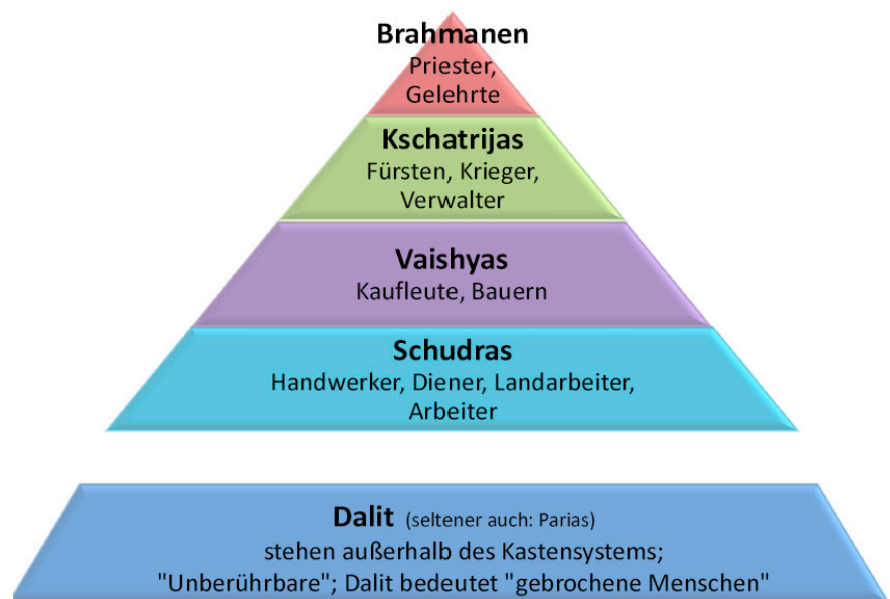 Brahmanen
Priester,
Gelehrte
Kschatrijas
Fürsten, Krieger,
Verwalter
Vaishyas
Kaufleute, Bauern
Schudras
Handwerker, Diener, Landarbeiter,
Arbeiter
Dalit (seltener auch: Parias)
stehen außerhalb des Kastensystems;
"Unberührbare"; Dalit bedeutet "gebrochene Menschen"